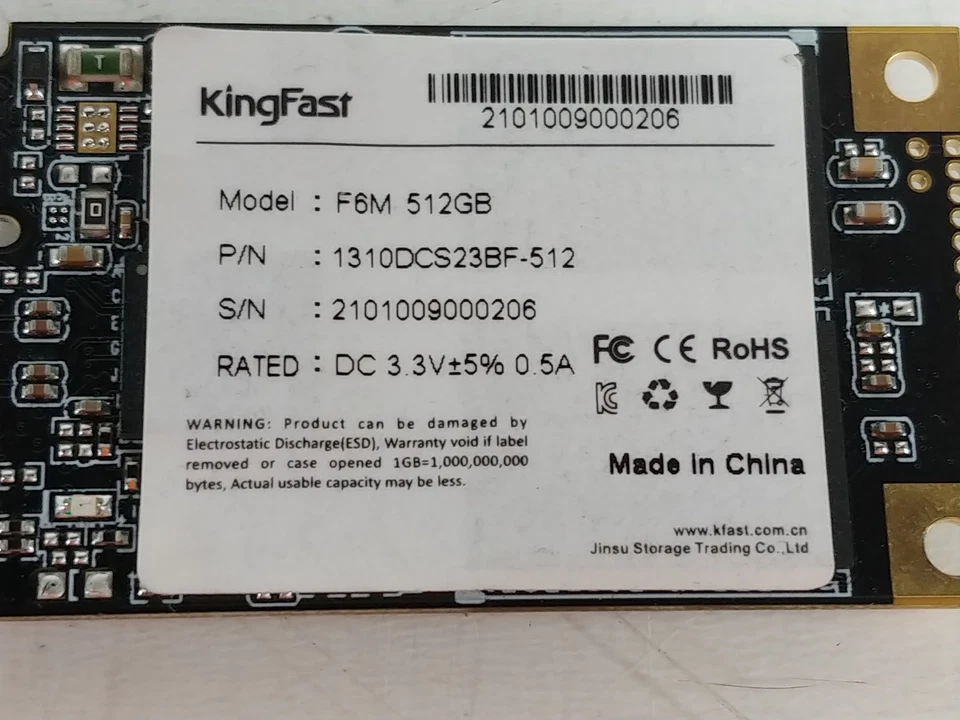 KingFast
2101009000206
Model : F6M 512GB
P/N : 1310DCS23BF-512
S/N : 2101009000206
RATED : DC 3.3V±5% 0.5A
FC CE RoHS
WARNING: Product can be damaged by
Electrostatic Discharge(ESD), Warranty void if label
removed or case opened 1GB=1,000,000,000
bytes, Actual usable capacity may be less.
Made in China
www.kfast.com.cn
Jinsu Storage Trading Co.,Ltd